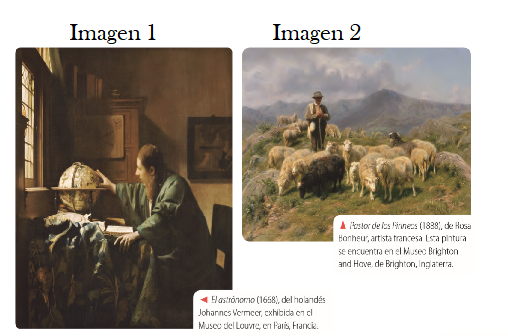 Imagen 1
Imagen 2
Pastor de los Pirineos (1888), de Rosa
Bonheur, artista francesa. Esta pintura
se encuentra en el Museo Brighton
and Hove, de Brighton, Inglaterra.
El astrónomo (1668), del holandés
Johannes Vermeer, exhibida en el
Museo del Louvre, en París, Francia.